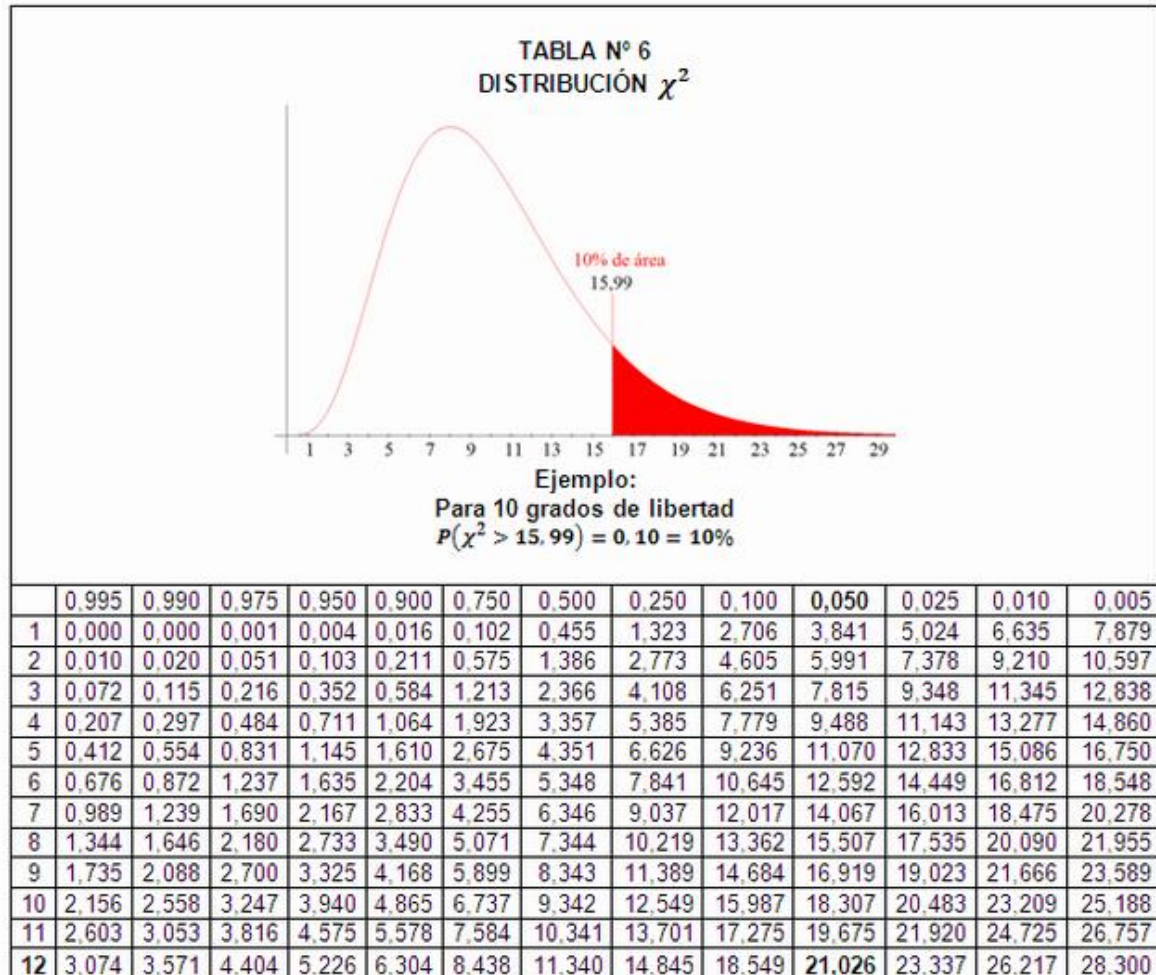 TABLA Nº 6
DISTRIBUCIÓN χ²
10% de área
15,99
1 3 5 7 9 11 13 15 17 19 21 23 25 27 29
Ejemplo:
Para 10 grados de libertad
P(χ² > 15,99) = 0,10 = 10%
0,995 0,990 0,975 0,950 0,900 0,750 0,500 0,250 0,100 0,050 0,025 0,010 0,005
1 0,000 0,000 0,001 0,004 0,016 0,102 0,455 1,323 2,706 3,841 5,024 6,635 7,879
2 0,010 0,020 0,051 0,103 0,211 0,575 1,386 2,773 4,605 5,991 7,378 9,210 10,597
3 0,072 0,115 0,216 0,352 0,584 1,213 2,366 4,108 6,251 7,815 9,348 11,345 12,838
4 0,207 0,297 0,484 0,711 1,064 1,923 3,357 5,385 7,779 9,488 11,143 13,277 14,860
5 0,412 0,554 0,831 1,145 1,610 2,675 4,351 6,626 9,236 11,070 12,833 15,086 16,750
6 0,676 0,872 1,237 1,635 2,204 3,455 5,348 7,841 10,645 12,592 14,449 16,812 18,548
7 0,989 1,239 1,690 2,167 2,833 4,255 6,346 9,037 12,017 14,067 16,013 18,475 20,278
8 1,344 1,646 2,180 2,733 3,490 5,071 7,344 10,219 13,362 15,507 17,535 20,090 21,955
9 1,735 2,088 2,700 3,325 4,168 5,899 8,343 11,389 14,684 16,919 19,023 21,666 23,589
10 2,156 2,558 3,247 3,940 4,865 6,737 9,342 12,549 15,987 18,307 20,483 23,209 25,188
11 2,603 3,053 3,816 4,575 5,578 7,584 10,341 13,701 17,275 19,675 21,920 24,725 26,757
12 3,074 3,571 4,404 5,226 6,304 8,438 11,340 14,845 18,549 21,026 23,337 26,217 28,300